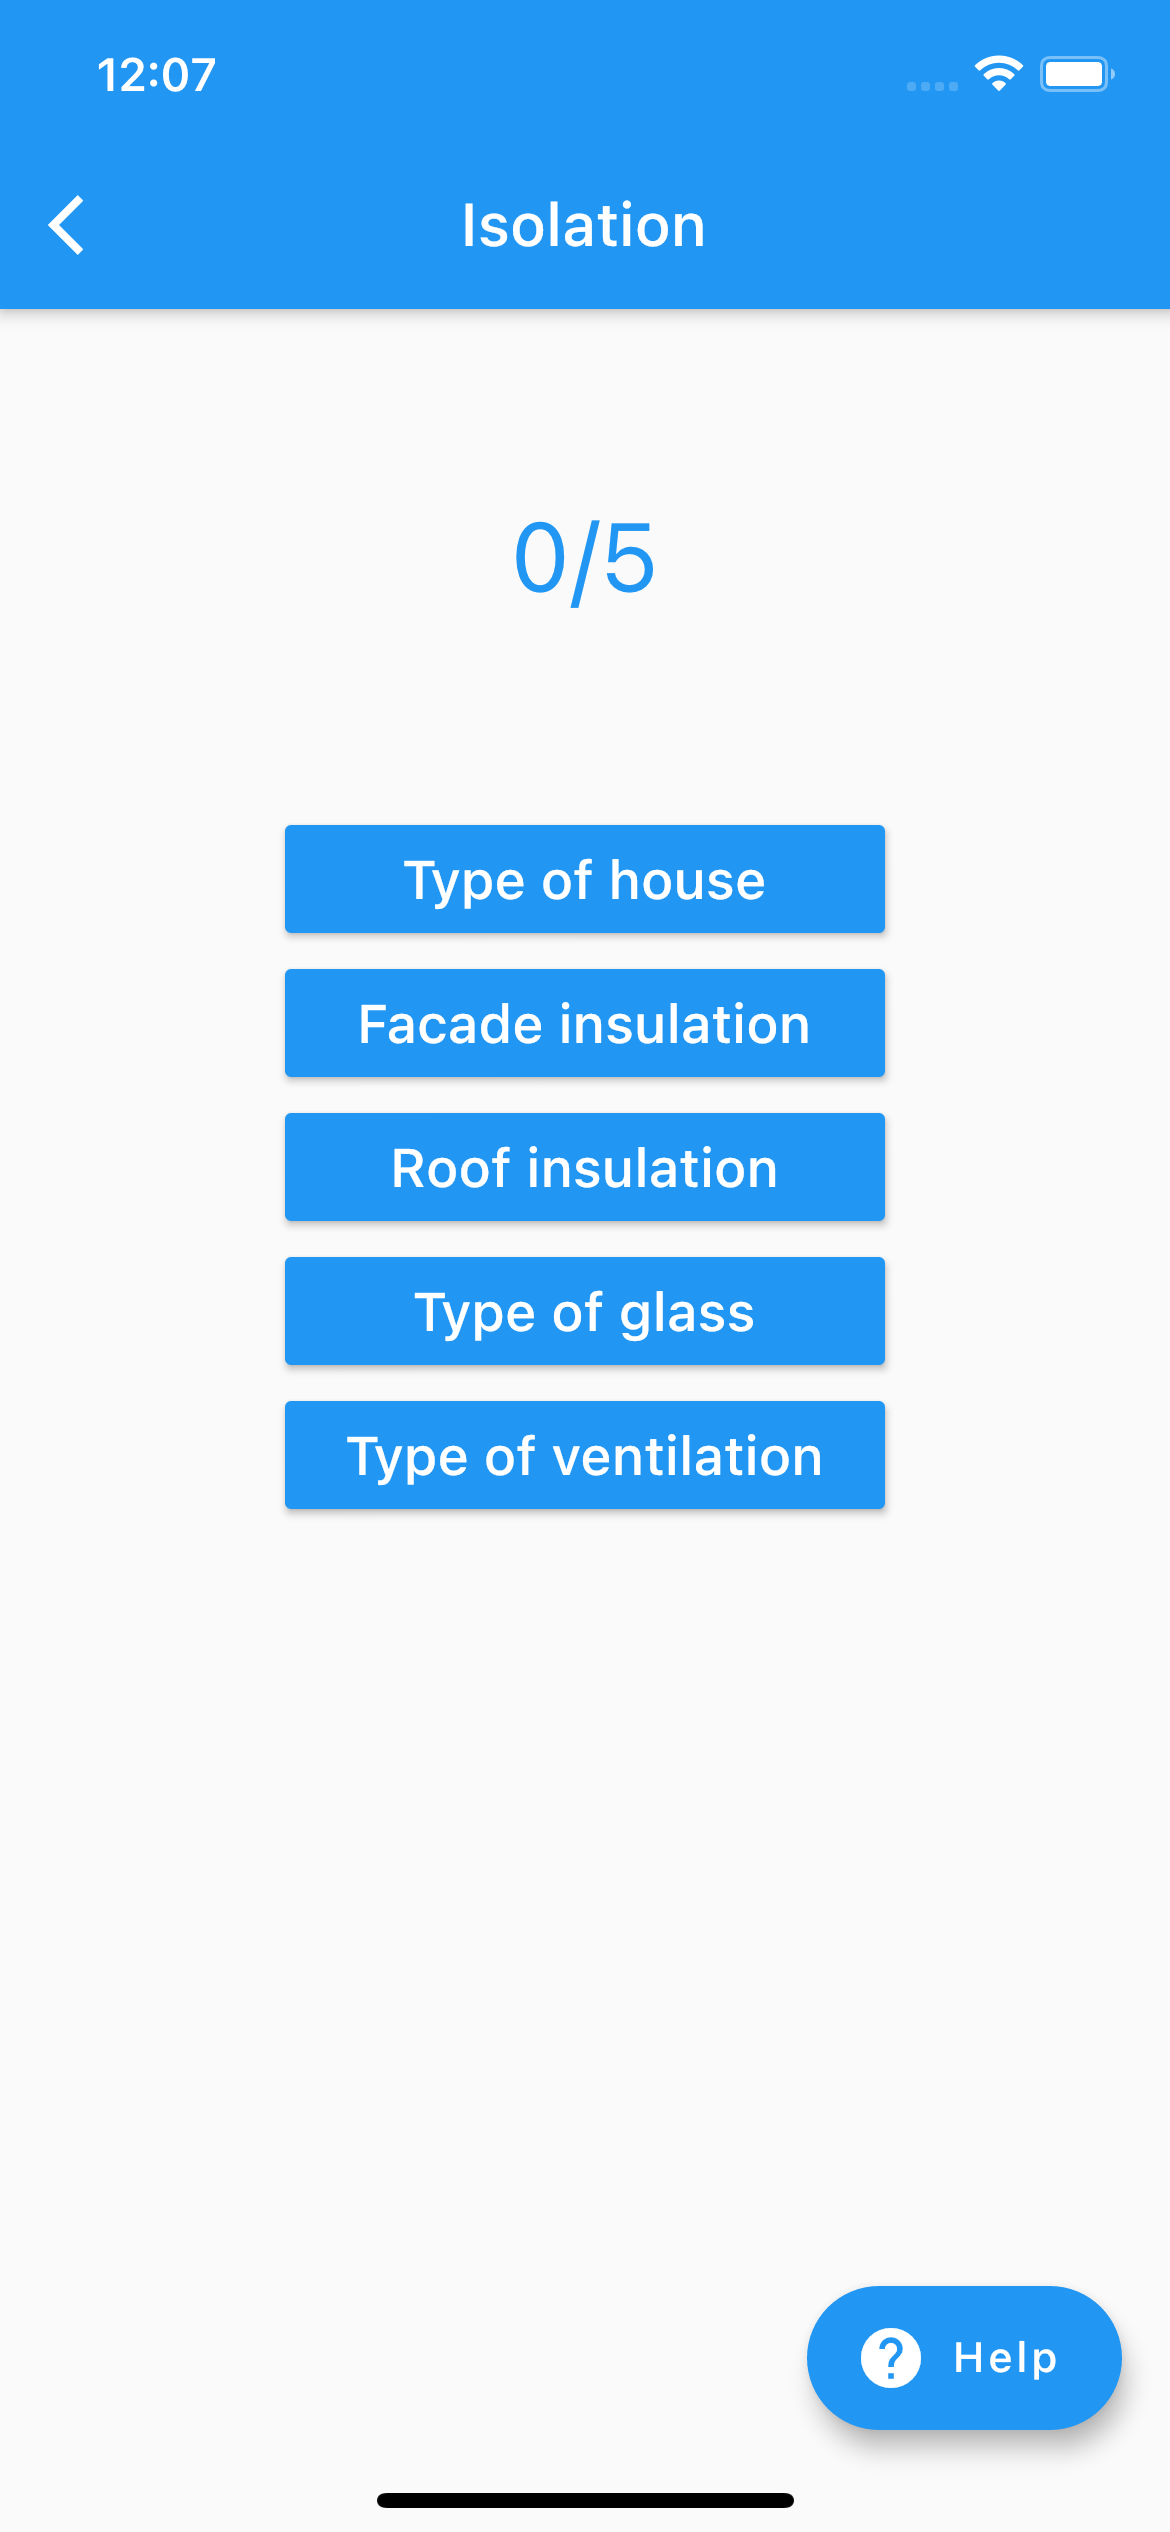 12:07
Isolation
0/5
Type of house
Facade insulation
Roof insulation
Type of glass
Type of ventilation
Help